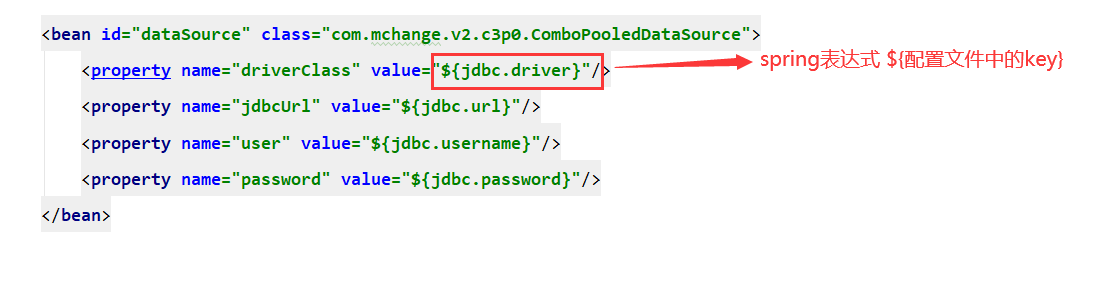 <bean id="dataSource" class="com.mchange.v2.c3p0.ComboPooledDataSource">
<property name="driverClass" value="${jdbc.driver}"/> spring表达式 ${配置文件中的key}
<property name="jdbcUrl" value="${jdbc.url}"/>
<property name="user" value="${jdbc.username}"/>
<property name="password" value="${jdbc.password}"/>
</bean>